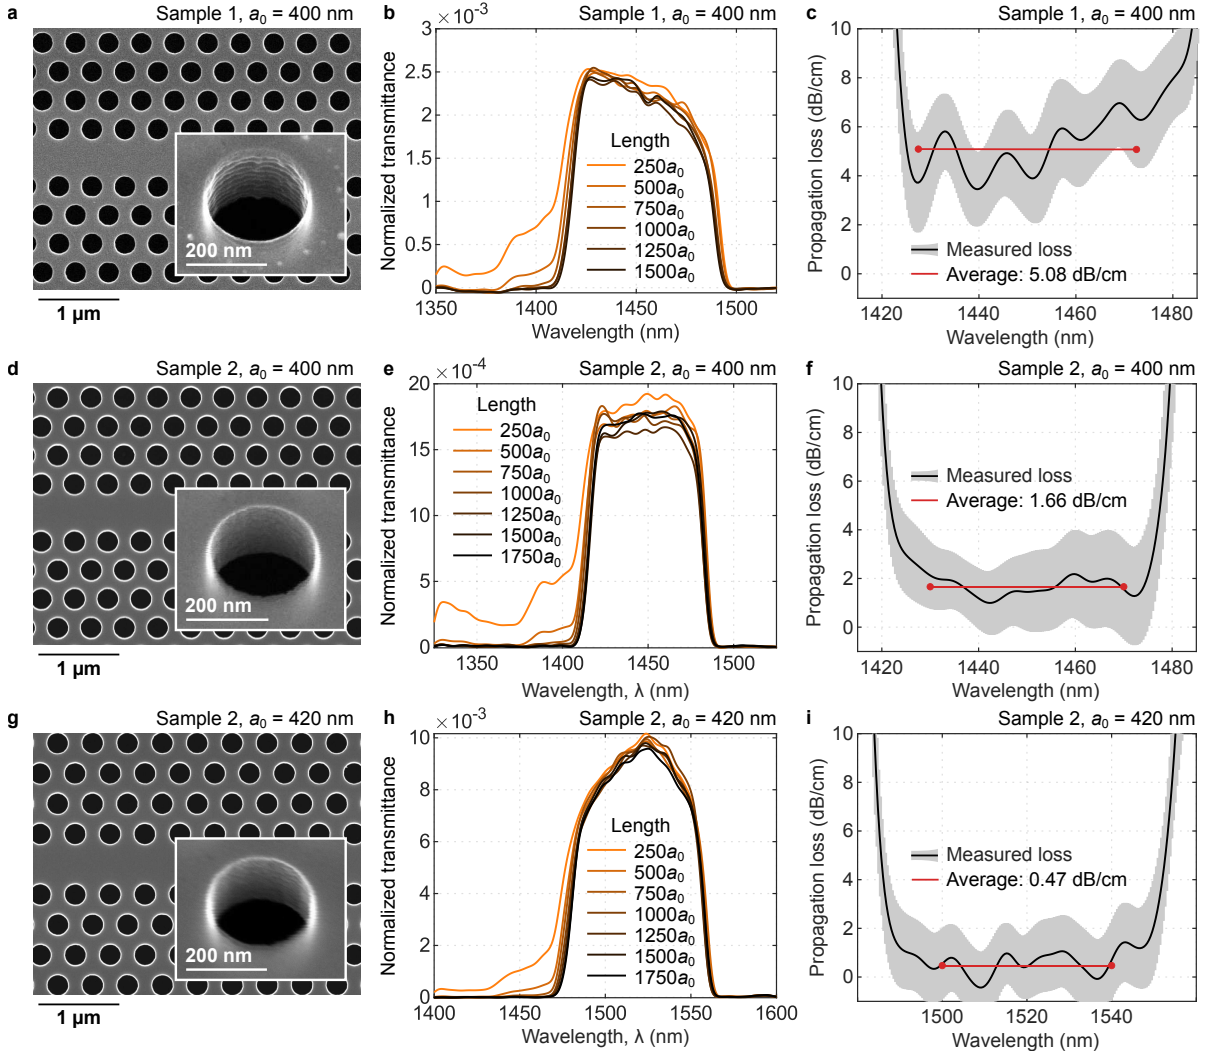 a
Sample 1, a₀ = 400 nm
200 nm
1 µm
b
Sample 1, a₀ = 400 nm
×10⁻³
Normalized transmittance
3
2.5
2
1.5
1
0.5
0
Length
250a₀
500a₀
750a₀
1000a₀
1250a₀
1500a₀
1350 1400 1450 1500
Wavelength (nm)
c
Sample 1, a₀ = 400 nm
Propagation loss (dB/cm)
10
8
6
4
2
0
Measured loss
Average: 5.08 dB/cm
1420 1440 1460 1480
Wavelength (nm)
d
Sample 2, a₀ = 400 nm
200 nm
1 µm
e
Sample 2, a₀ = 400 nm
×10⁻⁴
Normalized transmittance
20
15
10
5
0
Length
250a₀
500a₀
750a₀
1000a₀
1250a₀
1500a₀
1750a₀
1350 1400 1450 1500
Wavelength, λ (nm)
f
Sample 2, a₀ = 400 nm
Propagation loss (dB/cm)
10
8
6
4
2
0
Measured loss
Average: 1.66 dB/cm
1420 1440 1460 1480
Wavelength (nm)
g
Sample 2, a₀ = 420 nm
200 nm
1 µm
h
Sample 2, a₀ = 420 nm
×10⁻³
Normalized transmittance
10
8
6
4
2
0
Length
250a₀
500a₀
750a₀
1000a₀
1250a₀
1500a₀
1750a₀
1400 1450 1500 1550 1600
Wavelength, λ (nm)
i
Sample 2, a₀ = 420 nm
Propagation loss (dB/cm)
10
8
6
4
2
0
Measured loss
Average: 0.47 dB/cm
1500 1520 1540
Wavelength (nm)